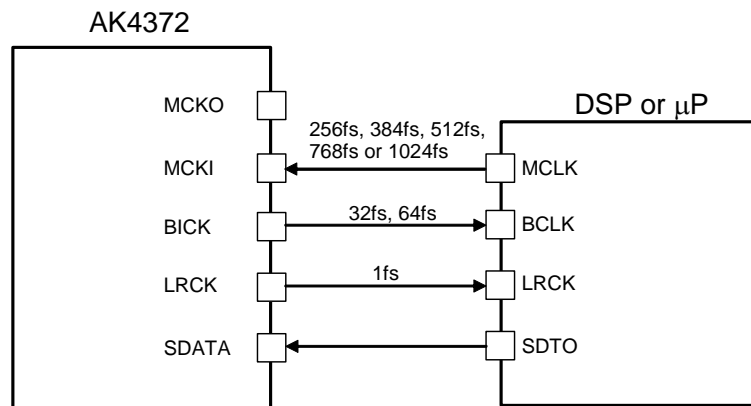 AK4372
DSP or μP
MCKO
256fs, 384fs, 512fs,
768fs or 1024fs
MCKI
MCLK
BICK
32fs, 64fs
BCLK
LRCK
1fs
LRCK
SDATA
SDTO